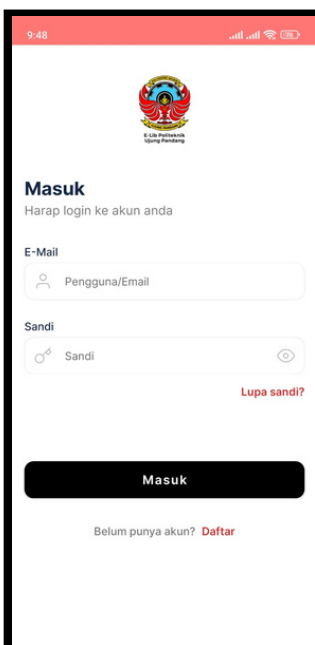 9:48
E-Lib Politeknik
Ujung Pandang
Masuk
Harap login ke akun anda
E-Mail
Pengguna/Email
Sandi
Sandi
Lupa sandi?
Masuk
Belum punya akun? Daftar